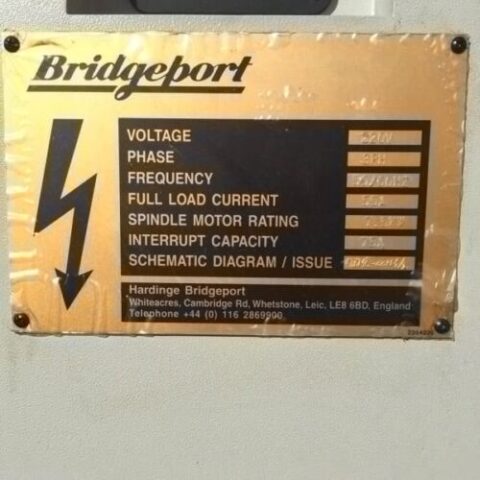 Bridgeport
VOLTAGE
PHASE
FREQUENCY
FULL LOAD CURRENT
SPINDLE MOTOR RATING
INTERRUPT CAPACITY
SCHEMATIC DIAGRAM / ISSUE
Hardinge Bridgeport
Whiteacres, Cambridge Rd, Whetstone, Leic, LE8 6BD, England
Telephone +44 (0) 116 2869900